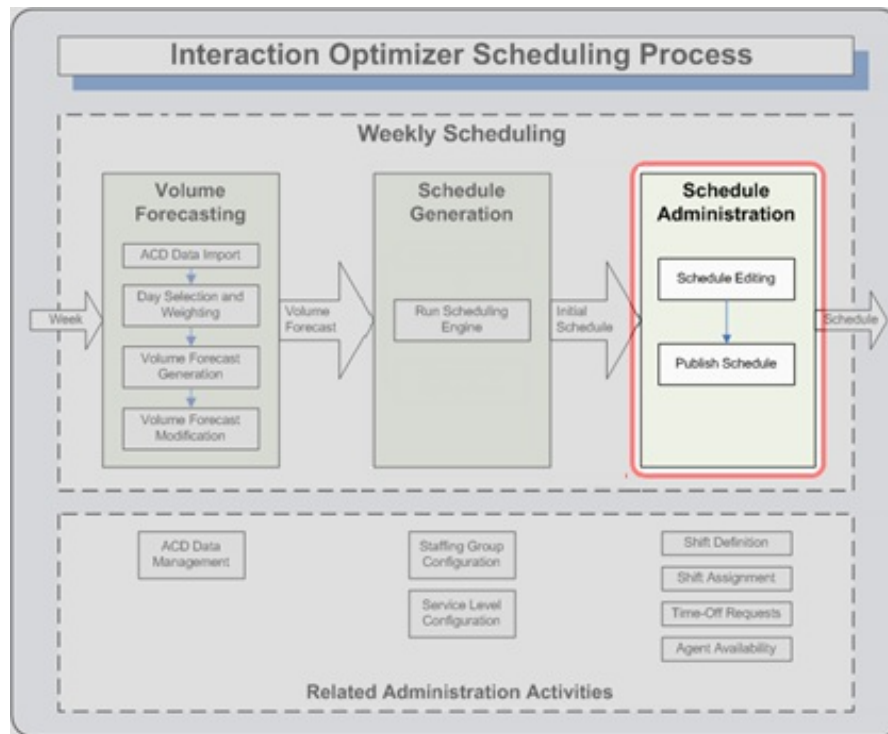 Interaction Optimizer Scheduling Process
Weekly Scheduling
Week
Volume
Forecasting
ACD Data Import
Day Selection and
Weighting
Volume Forecast
Generation
Volume Forecast
Modification
Volume
Forecast
Schedule
Generation
Run Scheduling
Engine
Initial
Schedule
Schedule
Administration
Schedule Editing
Publish Schedule
Schedule
ACD Data
Management
Staffing Group
Configuration
Service Level
Configuration
Shift Definition
Shift Assignment
Time-Off Requests
Agent Availability
Related Administration Activities